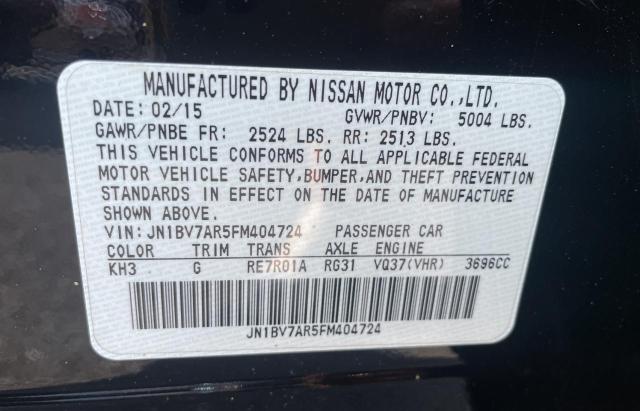 MANUFACTURED BY NISSAN MOTOR CO.,LTD.
DATE: 02/15 GVWR/PNBV: 5004 LBS.
GAWR/PNBE FR: 2524 LBS. RR: 2513 LBS.
THIS VEHICLE CONFORMS TO ALL APPLICABLE FEDERAL
MOTOR VEHICLE SAFETY,BUMPER,AND THEFT PREVENTION
STANDARDS IN EFFECT ON THE DATE OF MANUFACTURE
SHOWN ABOVE.
VIN: JN1BV7AR5FM404724 PASSENGER CAR
COLOR TRIM TRANS AXLE ENGINE
KH3 G RE7R01A RG31 VQ37(VHR) 3696CC
JN1BV7AR5FM404724